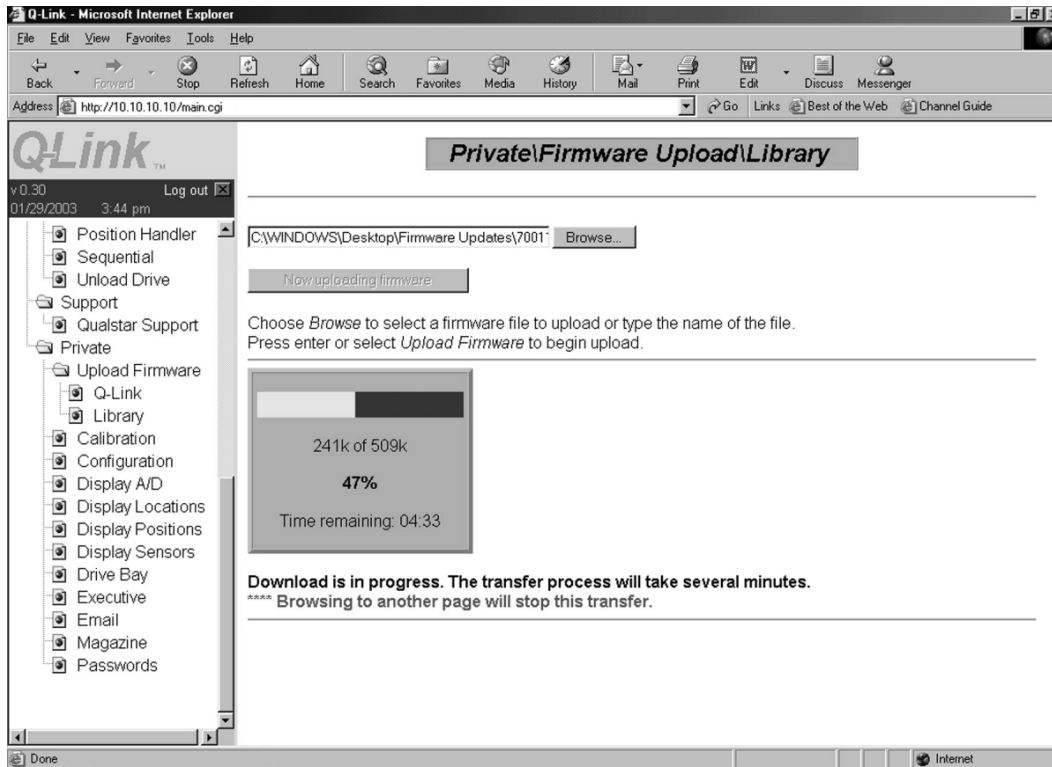 Q-Link - Microsoft Internet Explorer
File Edit View Favorites Tools Help
Back Forward Stop Refresh Home Search Favorites Media History Mail Print Edit Discuss Messenger
Address http://10.10.10.10/main.cgi Go Links Best of the Web Channel Guide
Q-Link TM
v 0.30 Log out
01/29/2003 3:44 pm
Position Handler
Sequential
Unload Drive
Support
Qualstar Support
Private
Upload Firmware
Q-Link
Library
Calibration
Configuration
Display A/D
Display Locations
Display Positions
Display Sensors
Drive Bay
Executive
Email
Magazine
Passwords
Private\Firmware Upload\Library
C:\WINDOWS\Desktop\Firmware Updates\7001 Browse...
Now uploading firmware
Choose Browse to select a firmware file to upload or type the name of the file.
Press enter or select Upload Firmware to begin upload.
241k of 509k
47%
Time remaining: 04:33
Download is in progress. The transfer process will take several minutes.
**** Browsing to another page will stop this transfer.
Done Internet